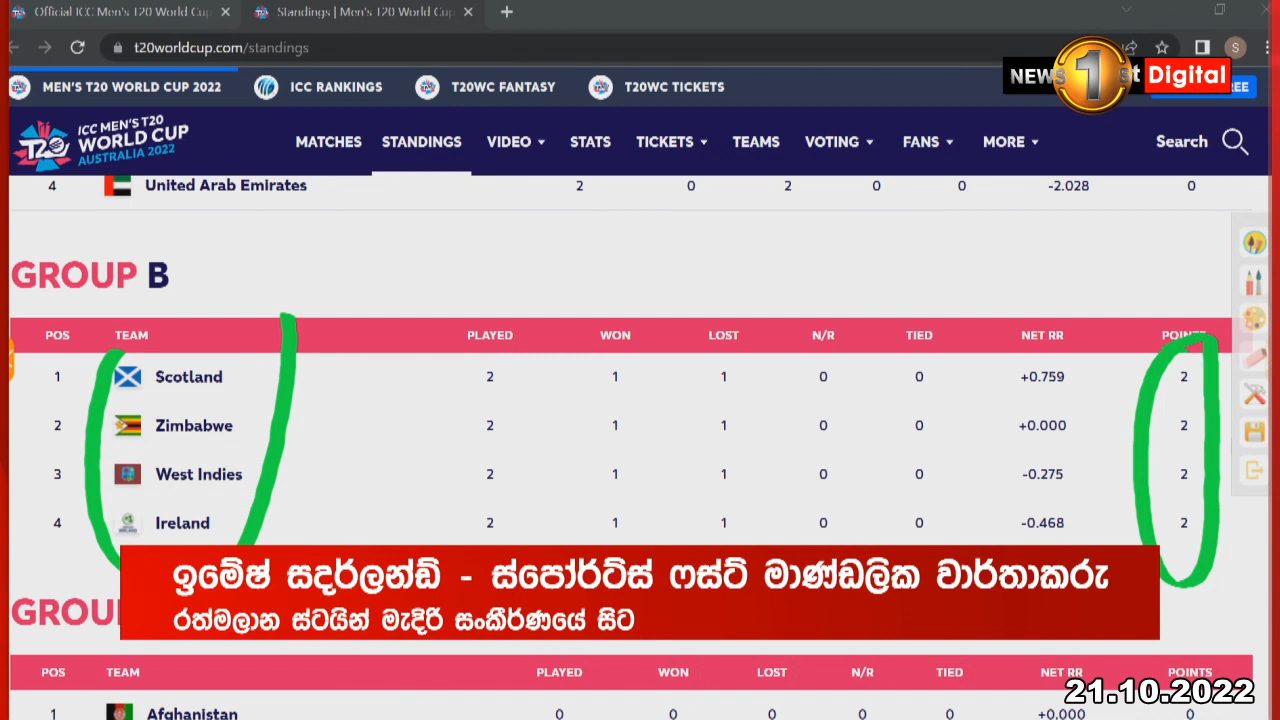 Official ICC Men's T20 World Cup
Standings | Men's T20 World Cup
t20worldcup.com/standings
S
NEWS 1st Digital
MEN'S T20 WORLD CUP 2022 ICC RANKINGS T20WC FANTASY T20WC TICKETS
T20 ICC MEN'S T20 WORLD CUP AUSTRALIA 2022
MATCHES STANDINGS VIDEO STATS TICKETS TEAMS VOTING FANS MORE Search
4 United Arab Emirates 2 0 2 0 0 -2.028 0
GROUP B
POS TEAM PLAYED WON LOST N/R TIED NET RR POINTS
1 Scotland 2 1 1 0 0 +0.759 2
2 Zimbabwe 2 1 1 0 0 +0.000 2
3 West Indies 2 1 1 0 0 -0.275 2
4 Ireland 2 1 1 0 0 -0.468 2
ඉමේෂ් සදර්ලන්ඩ් - ස්පෝර්ට්ස් ෆස්ට් මාණ්ඩලික වාර්තාකරු
රත්මලාන ස්ටයින් මැදිරි සංකීර්ණයේ සිට
POS TEAM PLAYED WON LOST N/R TIED NET RR POINTS
1 Afghanistan 0 0 0 0 0 +0.000 0
21.10.2022